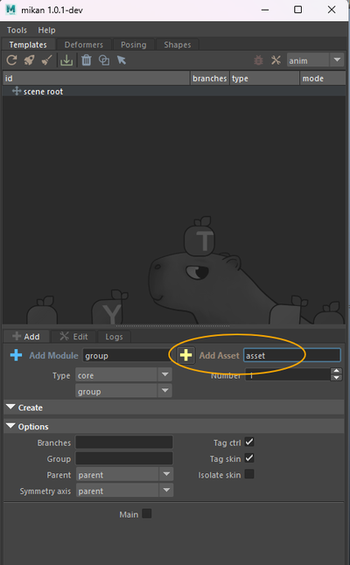 mikan 1.0.1-dev
Tools Help
Templates Deformers Posing Shapes
anim
id branches type mode
scene root
T
Y
Add Edit Logs
Add Module group Add Asset asset
Type core Number 1
group
Create
Options
Branches Tag ctrl
Group Tag skin
Parent parent Isolate skin
Symmetry axis parent
Main